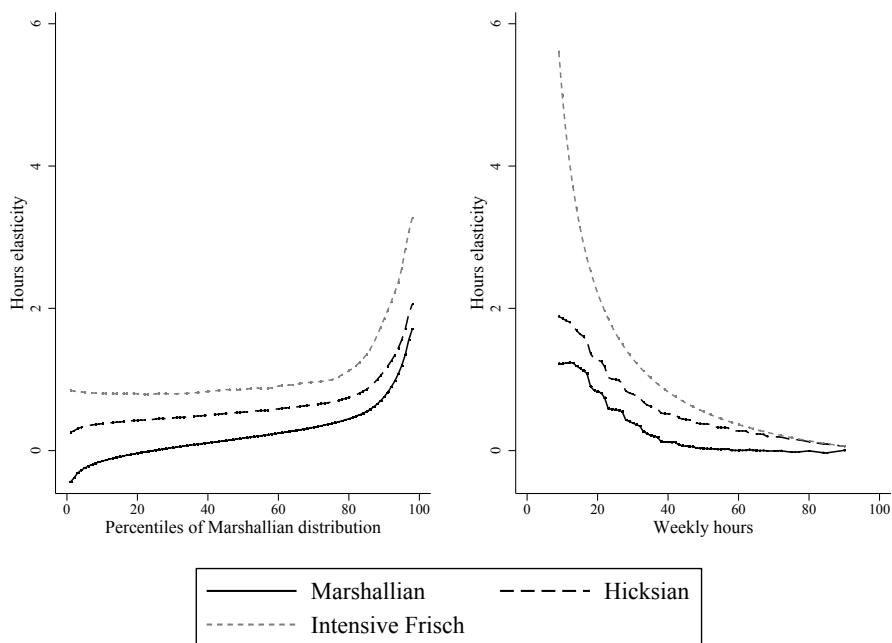 6
4
2
0
Hours elasticity
0 20 40 60 80 100
Percentiles of Marshallian distribution
6
4
2
0
Hours elasticity
0 20 40 60 80 100
Weekly hours
Marshallian
Hicksian
Intensive Frisch